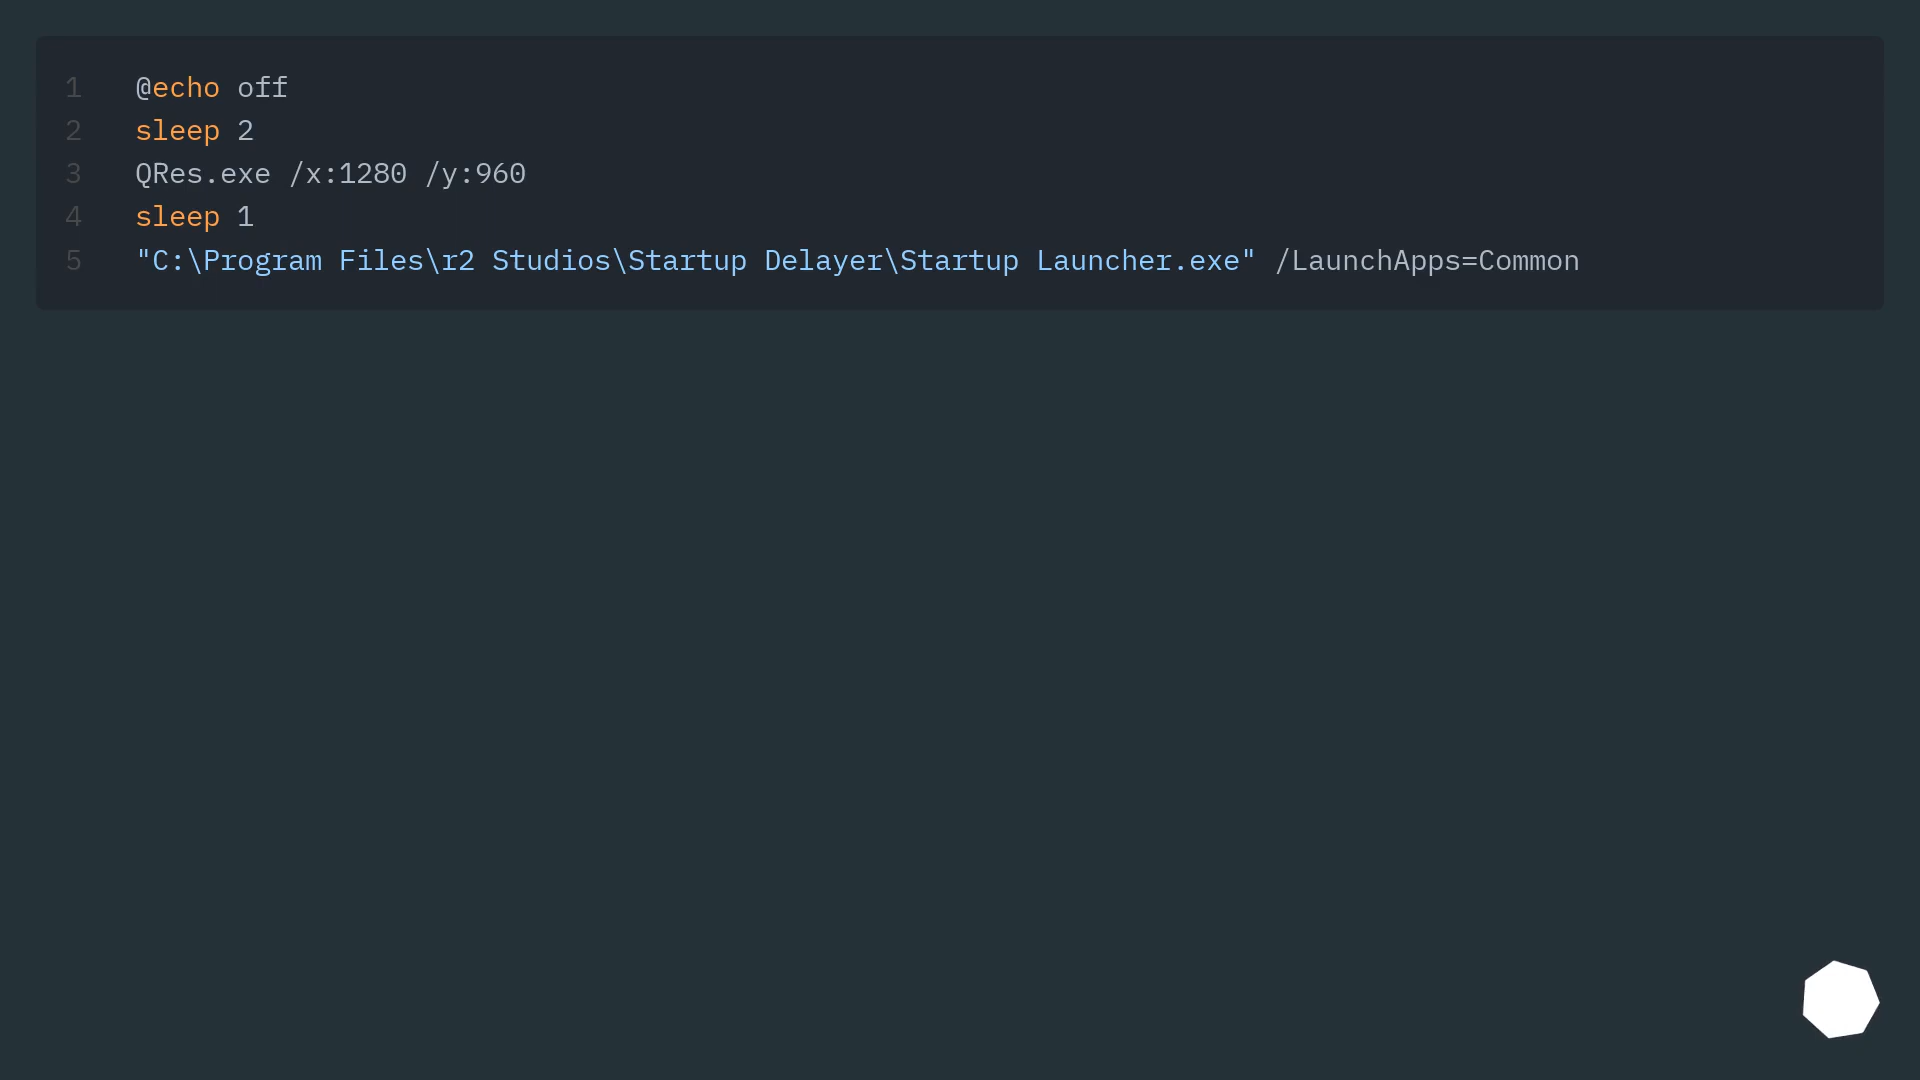 1 @echo off
2 sleep 2
3 QRes.exe /x:1280 /y:960
4 sleep 1
5 "C:\Program Files\r2 Studios\Startup Delayer\Startup Launcher.exe" /LaunchApps=Common